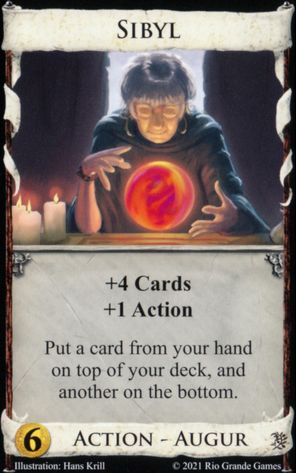 SIBYL
+4 Cards
+1 Action
Put a card from your hand
on top of your deck, and
another on the bottom.
6 ACTION - AUGUR
Illustration: Hans Krill © 2021 Rio Grande Games